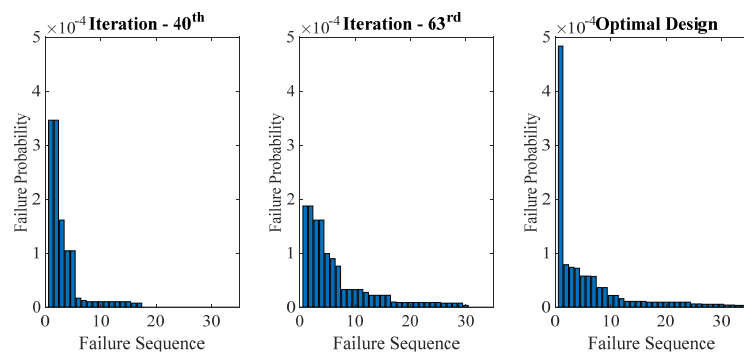 ×10⁻⁴ Iteration - 40th
5
4
3
2
1
0
Failure Probability
0 10 20 30
Failure Sequence
×10⁻⁴ Iteration - 63rd
5
4
3
2
1
0
Failure Probability
0 10 20 30
Failure Sequence
×10⁻⁴ Optimal Design
5
4
3
2
1
0
Failure Probability
0 10 20 30
Failure Sequence